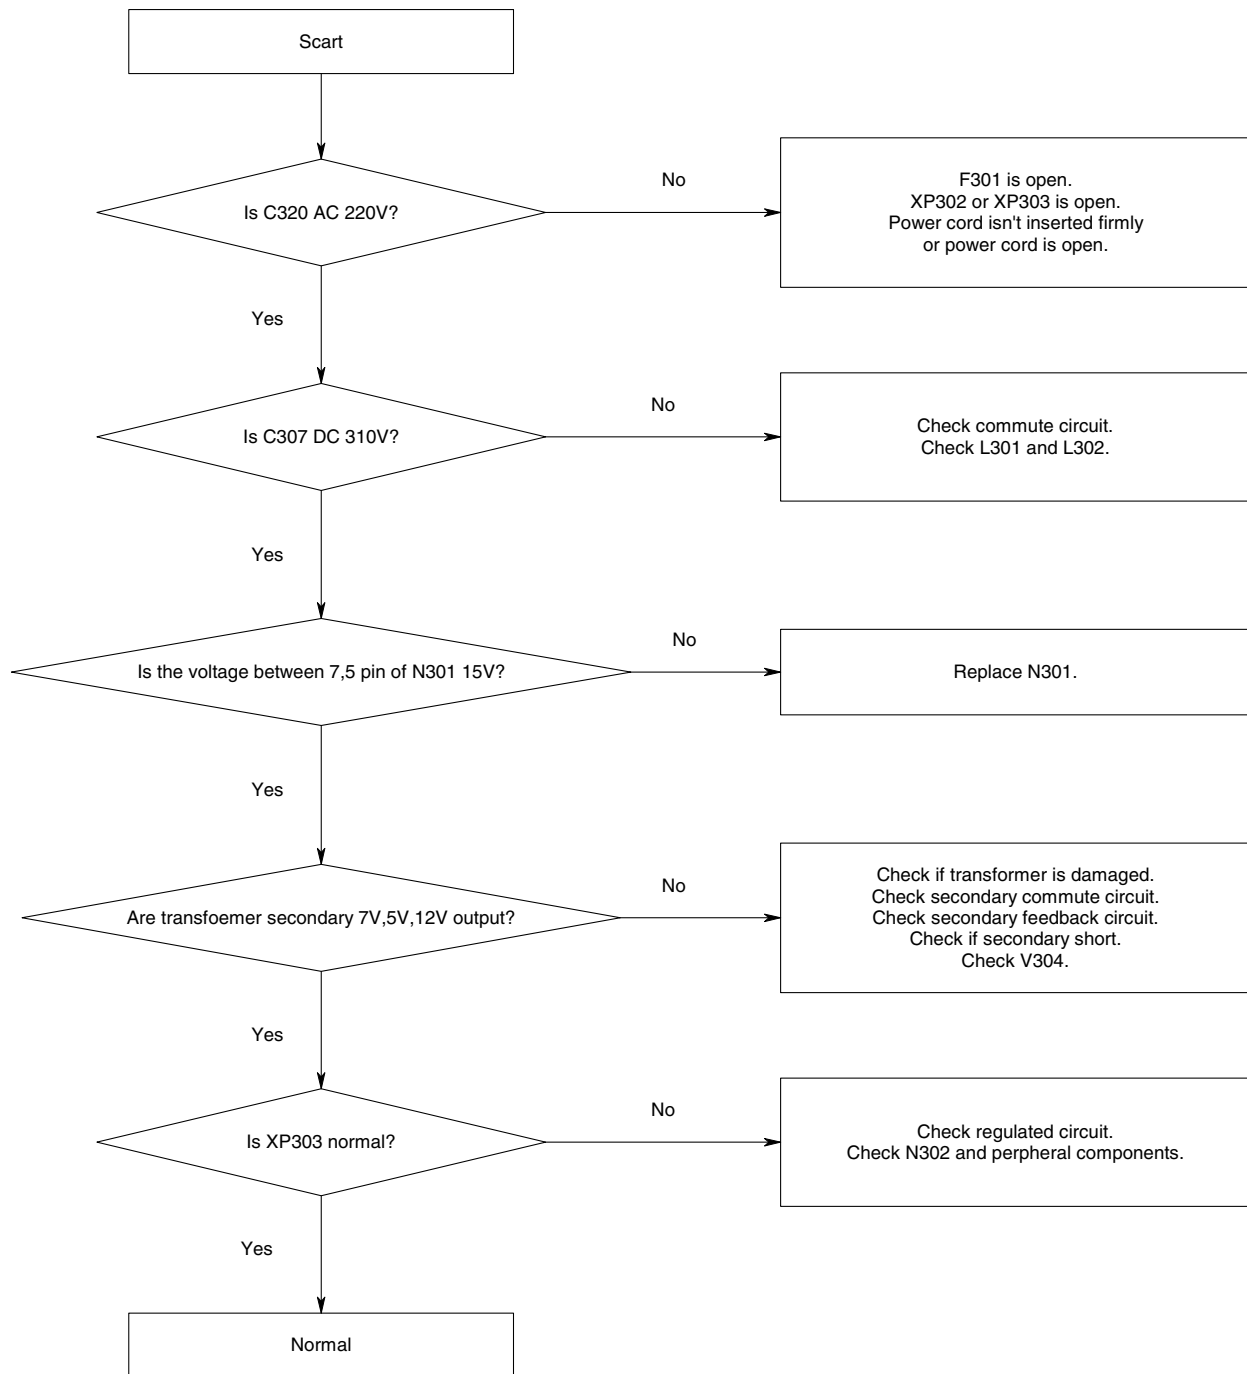 Scart
Is C320 AC 220V?
No
F301 is open.
XP302 or XP303 is open.
Power cord isn't inserted firmly
or power cord is open.
Yes
Is C307 DC 310V?
No
Check commute circuit.
Check L301 and L302.
Yes
Is the voltage between 7,5 pin of N301 15V?
No
Replace N301.
Yes
Are transfoemer secondary 7V,5V,12V output?
No
Check if transformer is damaged.
Check secondary commute circuit.
Check secondary feedback circuit.
Check if secondary short.
Check V304.
Yes
Is XP303 normal?
No
Check regulated circuit.
Check N302 and perpheral components.
Yes
Normal